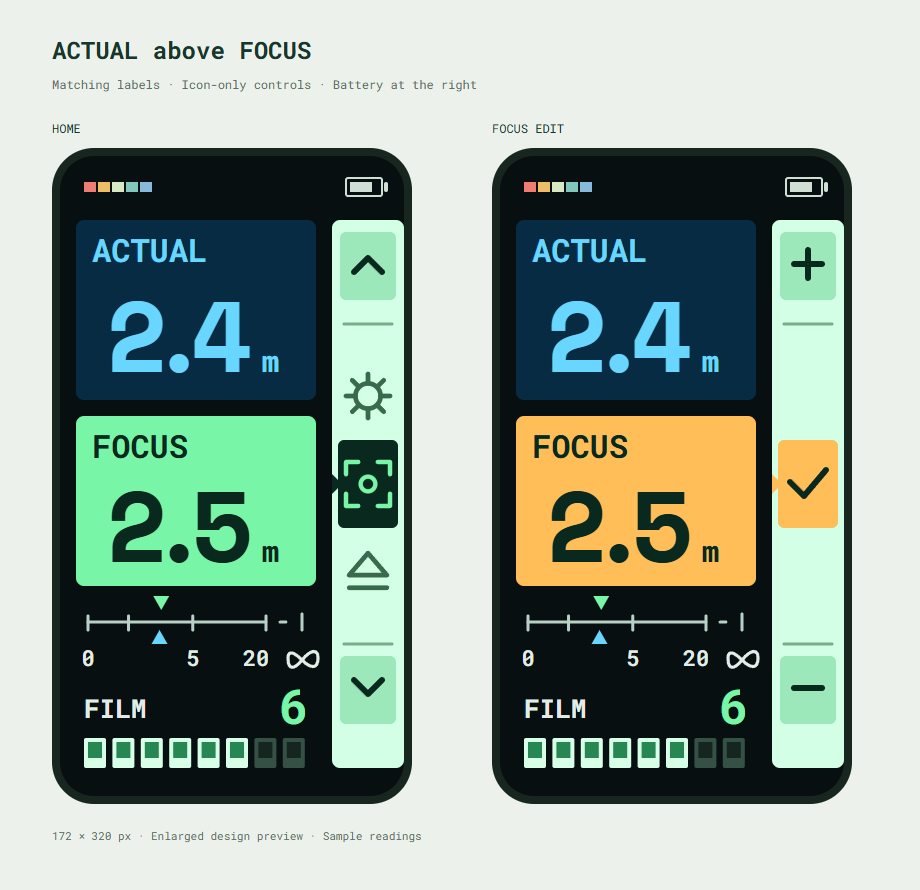 ACTUAL above FOCUS
Matching labels · Icon-only controls · Battery at the right
HOME
ACTUAL
2.4 m
FOCUS
2.5 m
0 5 20 ∞
FILM 6
FOCUS EDIT
ACTUAL
2.4 m
FOCUS
2.5 m
0 5 20 ∞
FILM 6
172 × 320 px · Enlarged design preview · Sample readings